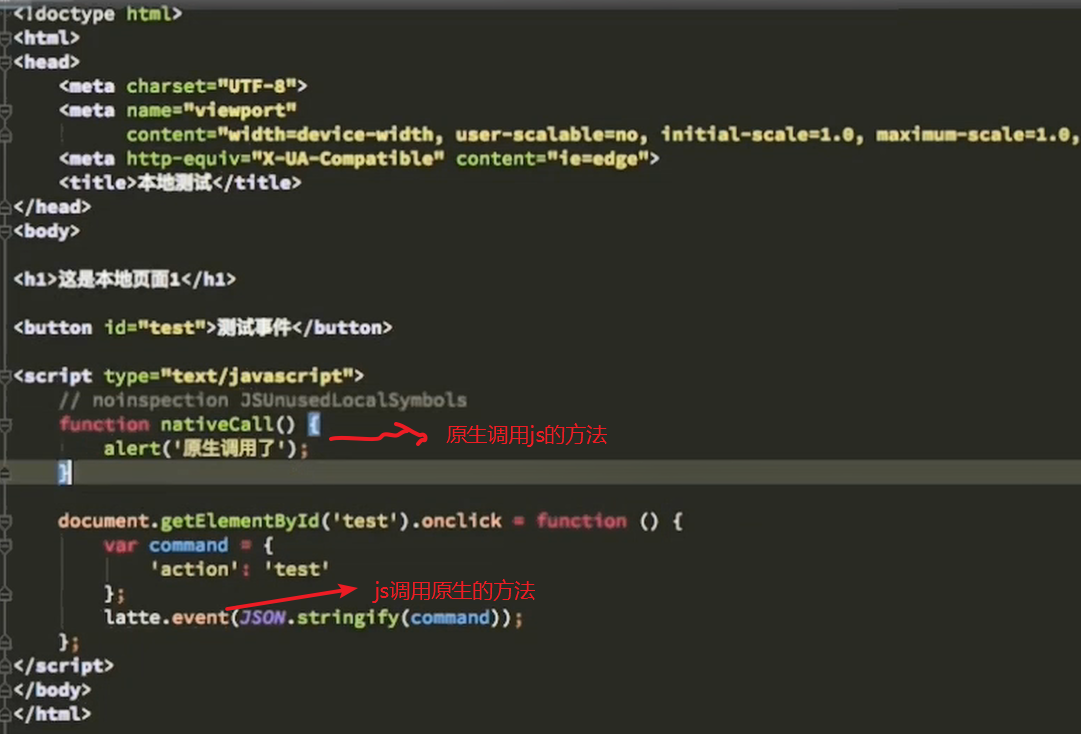 <!doctype html>
<html>
<head>
<meta charset="UTF-8">
<meta name="viewport"
content="width=device-width, user-scalable=no, initial-scale=1.0, maximum-scale=1.0,
<meta http-equiv="X-UA-Compatible" content="ie=edge">
<title>本地测试</title>
</head>
<body>
<h1>这是本地页面1</h1>
<button id="test">测试事件</button>
<script type="text/javascript">
// noinspection JSUnusedLocalSymbols
function nativeCall() {
原生调用js的方法
alert('原生调用了');
}
document.getElementById('test').onclick = function () {
var command = {
'action': 'test'
js调用原生的方法
};
latte.event(JSON.stringify(command));
};
</script>
</body>
</html>